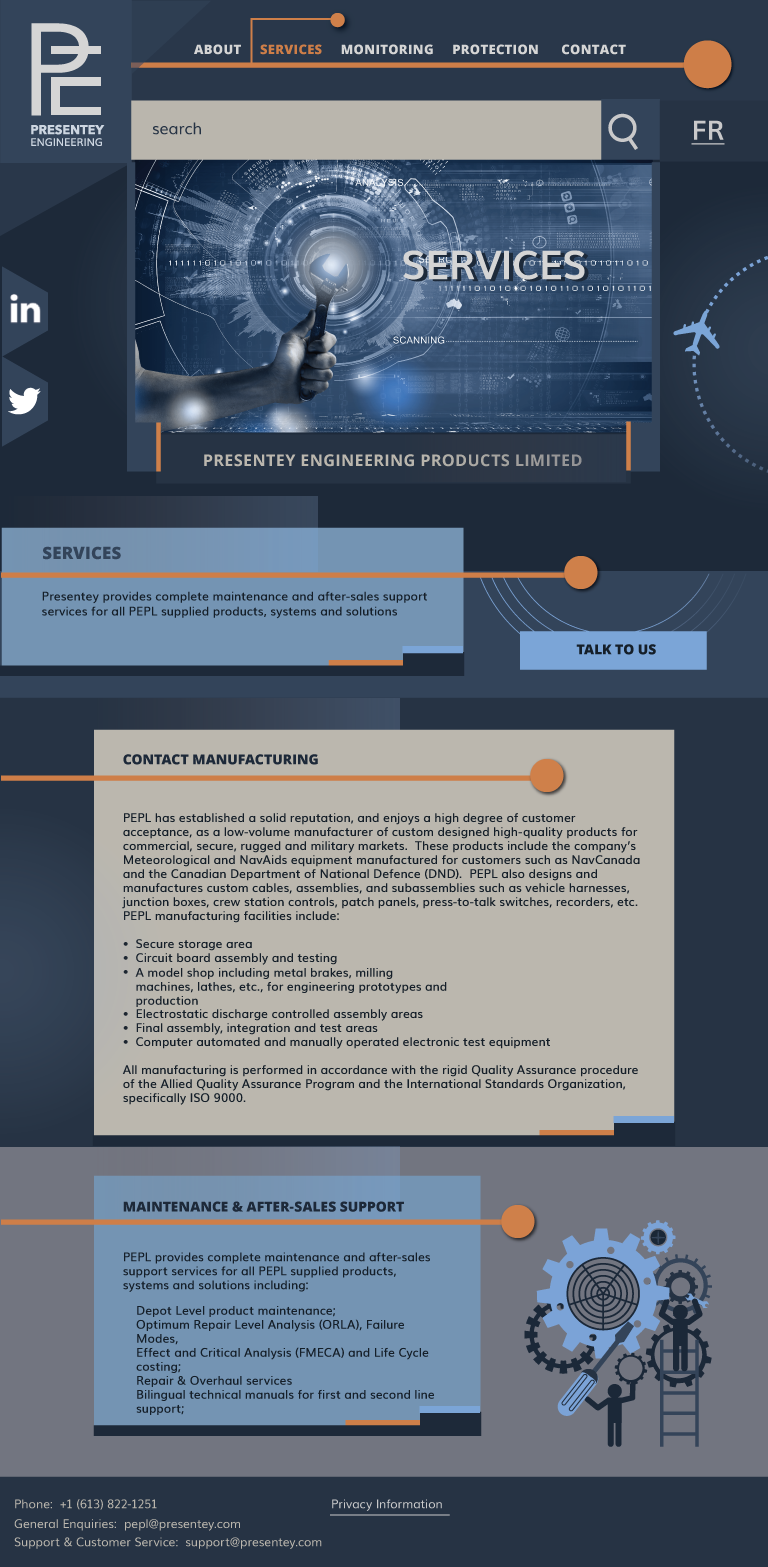 PRESENTEY
ENGINEERING
ABOUT SERVICES MONITORING PROTECTION CONTACT
search
FR
ANALYSIS
SERVICES
SCANNING
in
PRESENTEY ENGINEERING PRODUCTS LIMITED
SERVICES
Presentey provides complete maintenance and after-sales support
services for all PEPL supplied products, systems and solutions
TALK TO US
CONTACT MANUFACTURING
PEPL has established a solid reputation, and enjoys a high degree of customer
acceptance, as a low-volume manufacturer of custom designed high-quality products for
commercial, secure, rugged and military markets.  These products include the company's
Meteorological and NavAids equipment manufactured for customers such as NavCanada
and the Canadian Department of National Defence (DND).  PEPL also designs and
manufactures custom cables, assemblies, and subassemblies such as vehicle harnesses,
junction boxes, crew station controls, patch panels, press-to-talk switches, recorders, etc.
PEPL manufacturing facilities include:
• Secure storage area
• Circuit board assembly and testing
• A model shop including metal brakes, milling
machines, lathes, etc., for engineering prototypes and
production
• Electrostatic discharge controlled assembly areas
• Final assembly, integration and test areas
• Computer automated and manually operated electronic test equipment
All manufacturing is performed in accordance with the rigid Quality Assurance procedure
of the Allied Quality Assurance Program and the International Standards Organization,
specifically ISO 9000.
MAINTENANCE & AFTER-SALES SUPPORT
PEPL provides complete maintenance and after-sales
support services for all PEPL supplied products,
systems and solutions including:
Depot Level product maintenance;
Optimum Repair Level Analysis (ORLA), Failure
Modes,
Effect and Critical Analysis (FMECA) and Life Cycle
costing;
Repair & Overhaul services
Bilingual technical manuals for first and second line
support;
Phone:  +1 (613) 822-1251
Privacy Information
General Enquiries:  pepl@presentey.com
Support & Customer Service:  support@presentey.com